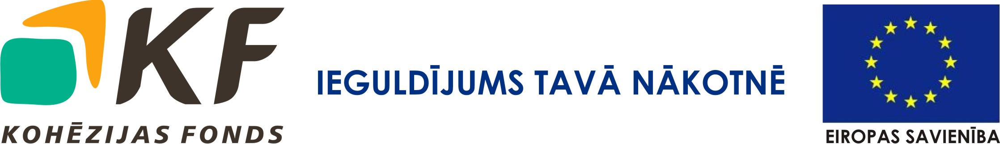 KF
KOHĒZIJAS FONDS
IEGULDĪJUMS TAVĀ NĀKOTNĒ
EIROPAS SAVIENĪBA